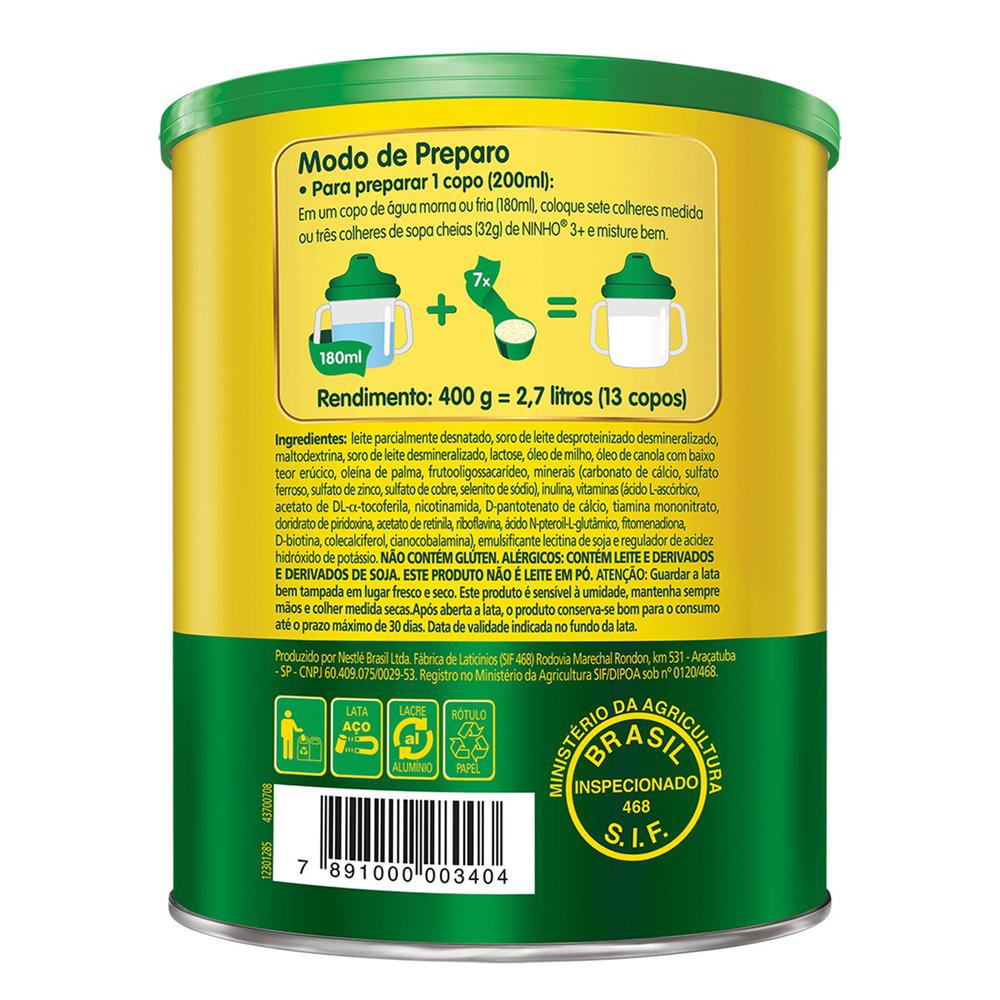 Modo de Preparo
• Para preparar 1 copo (200ml):
Em um copo de água morna ou fria (180ml), coloque sete colheres medida
ou três colheres de sopa cheias (32g) de NINHO® 3+ e misture bem.
7x
+
=
180ml
Rendimento: 400 g = 2,7 litros (13 copos)
Ingredientes: leite parcialmente desnatado, soro de leite desproteinizado desmineralizado,
maltodextrina, soro de leite desmineralizado, lactose, óleo de milho, óleo de canola com baixo
teor erúcico, oleína de palma, frutooligossacarídeo, minerais (carbonato de cálcio, sulfato
ferroso, sulfato de zinco, sulfato de cobre, selenito de sódio), inulina, vitaminas (ácido L-ascórbico,
acetato de DL-α-tocoferila, nicotinamida, D-pantotenato de cálcio, tiamina mononitrato,
cloridrato de piridoxina, acetato de retinila, riboflavina, ácido N-pteroil-L-glutâmico, fitomenadiona,
D-biotina, colecalciferol, cianocobalamina), emulsificante lecitina de soja e regulador de acidez
hidróxido de potássio. NÃO CONTÉM GLÚTEN. ALÉRGICOS: CONTÉM LEITE E DERIVADOS
E DERIVADOS DE SOJA. ESTE PRODUTO NÃO É LEITE EM PÓ. ATENÇÃO: Guardar a lata
bem tampada em lugar fresco e seco. Este produto é sensível à umidade, mantenha sempre
mãos e colher medida secas.Após aberta a lata, o produto conserva-se bom para o consumo
até o prazo máximo de 30 dias. Data de validade indicada no fundo da lata.
Produzido por Nestlé Brasil Ltda. Fábrica de Laticínios (SIF 468) Rodovia Marechal Rondon, km 531 - Araçatuba
- SP - CNPJ 60.409.075/0029-53. Registro no Ministério da Agricultura SIF/DIPOA sob nº 0120/468.
LATA
AÇO
LACRE
al
ALUMÍNIO
RÓTULO
PAPEL
MINISTÉRIO DA AGRICULTURA
BRASIL
INSPECIONADO
468
S.I.F.
12301285 43700708
7 891000 003404